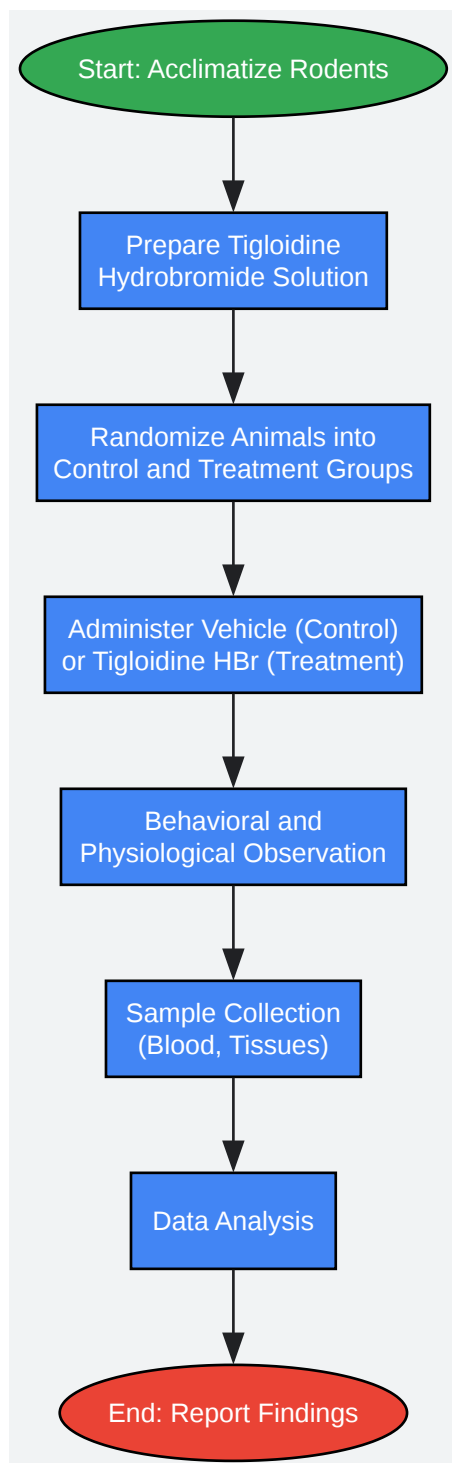 Start: Acclimatize Rodents
Prepare Tigloidine
Hydrobromide Solution
Randomize Animals into
Control and Treatment Groups
Administer Vehicle (Control)
or Tigloidine HBr (Treatment)
Behavioral and
Physiological Observation
Sample Collection
(Blood, Tissues)
Data Analysis
End: Report Findings